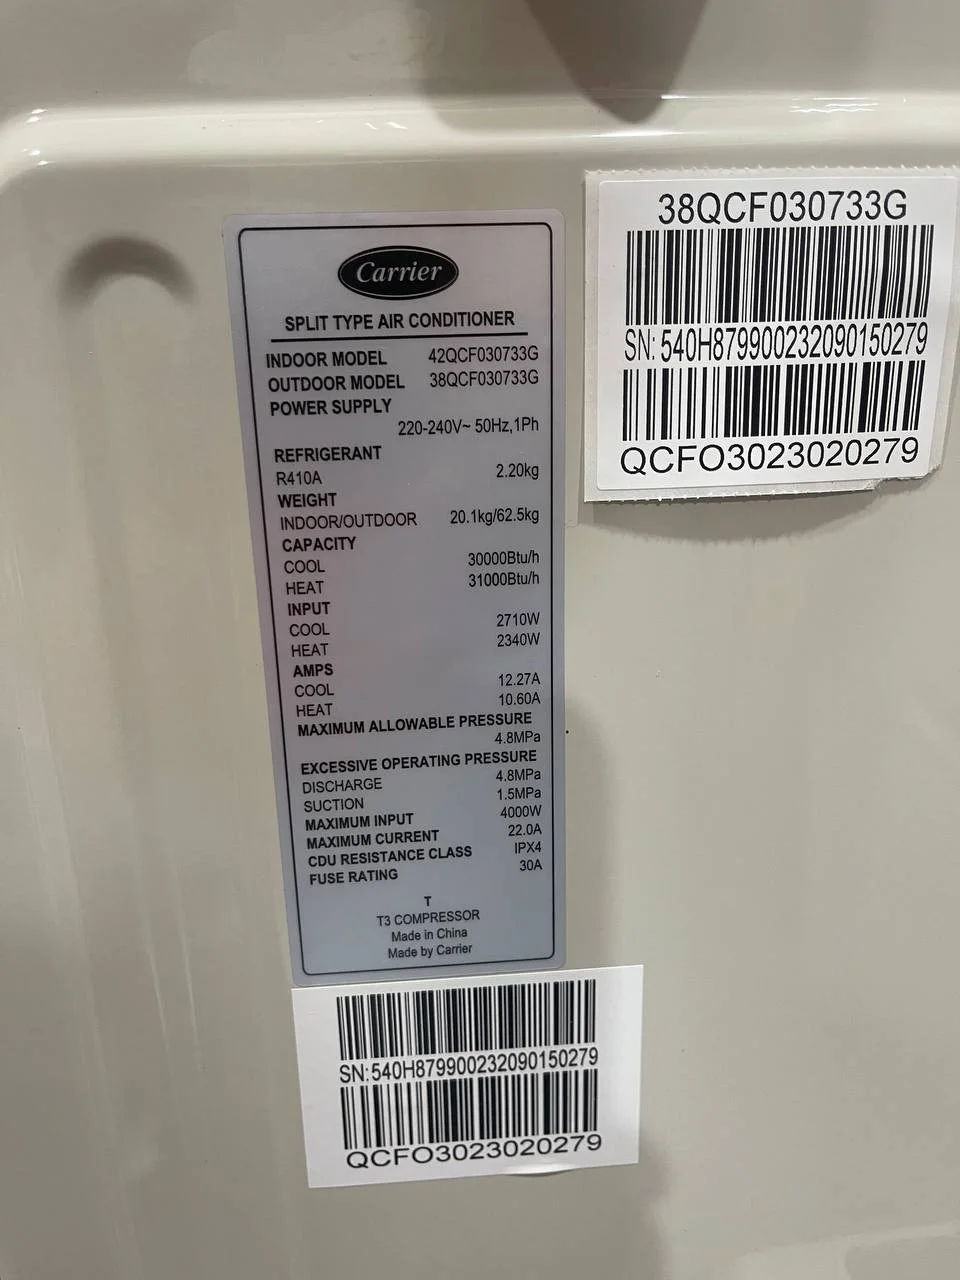 38QCF030733G
SN: 540H879900232090150279
QCFO3023020279
Carrier
SPLIT TYPE AIR CONDITIONER
INDOOR MODEL 42QCF030733G
OUTDOOR MODEL 38QCF030733G
POWER SUPPLY
220-240V~ 50Hz,1Ph
REFRIGERANT
R410A 2.20kg
WEIGHT
INDOOR/OUTDOOR 20.1kg/62.5kg
CAPACITY
COOL 30000Btu/h
HEAT 31000Btu/h
INPUT
COOL 2710W
HEAT 2340W
AMPS
COOL 12.27A
HEAT 10.60A
MAXIMUM ALLOWABLE PRESSURE
4.8MPa
EXCESSIVE OPERATING PRESSURE
DISCHARGE 4.8MPa
SUCTION 1.5MPa
MAXIMUM INPUT 4000W
MAXIMUM CURRENT 22.0A
CDU RESISTANCE CLASS IPX4
FUSE RATING 30A
T
T3 COMPRESSOR
Made in China
Made by Carrier
SN:540H879900232090150279
QCFO3023020279